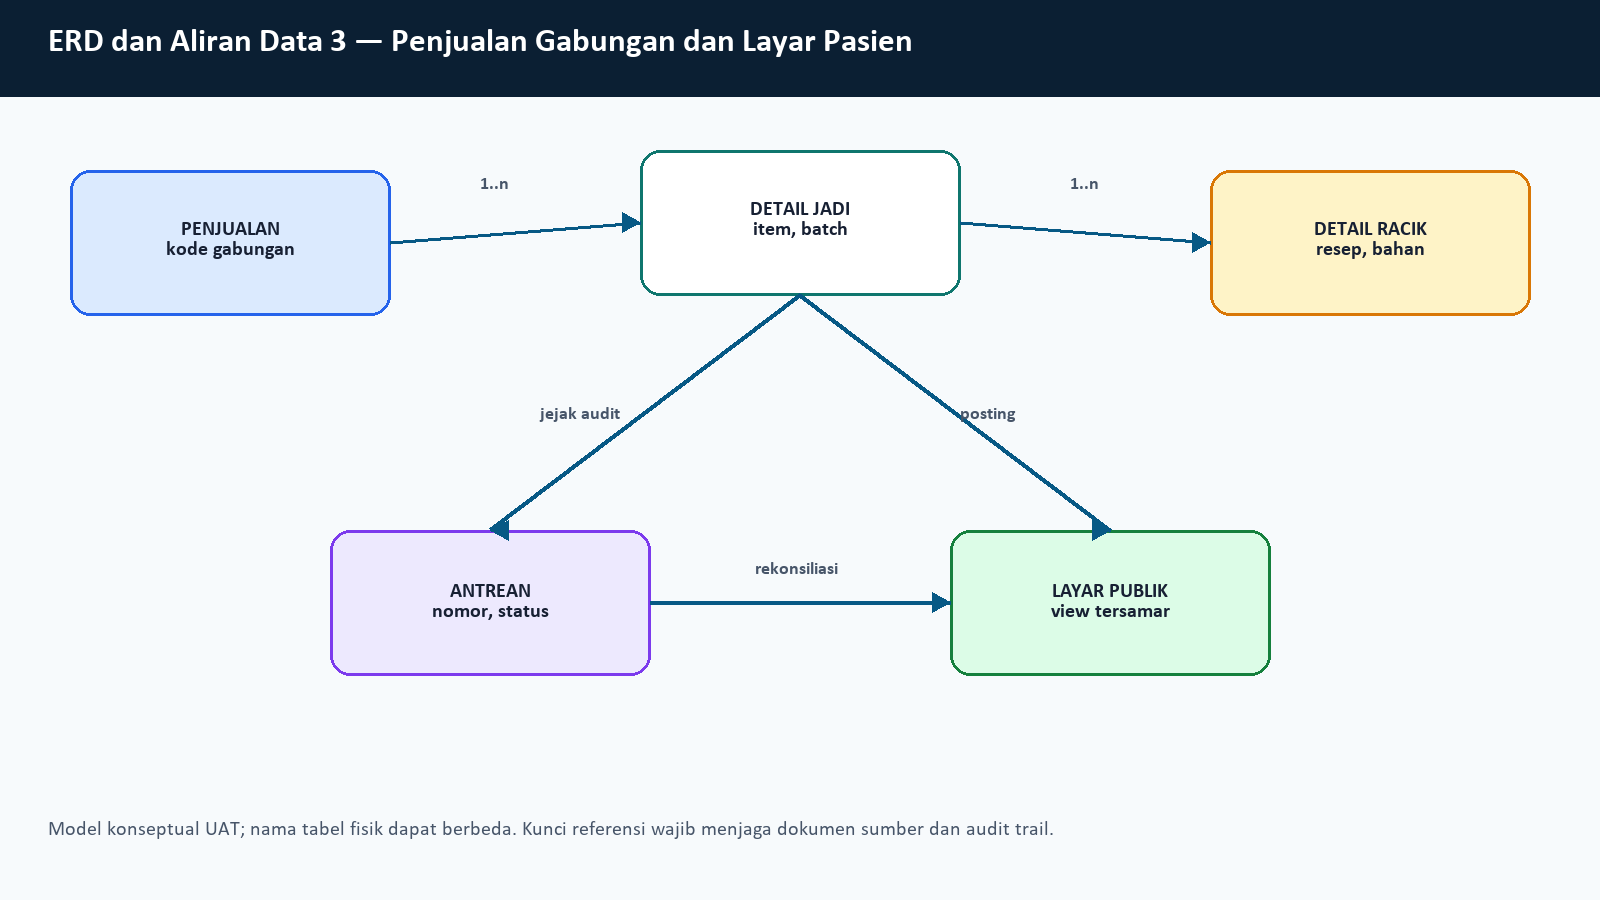 ERD dan Aliran Data 3 — Penjualan Gabungan dan Layar Pasien
PENJUALAN
kode gabungan
1..n
DETAIL JADI
item, batch
1..n
DETAIL RACIK
resep, bahan
jejak audit
posting
ANTREAN
nomor, status
rekonsiliasi
LAYAR PUBLIK
view tersamar
Model konseptual UAT; nama tabel fisik dapat berbeda. Kunci referensi wajib menjaga dokumen sumber dan audit trail.